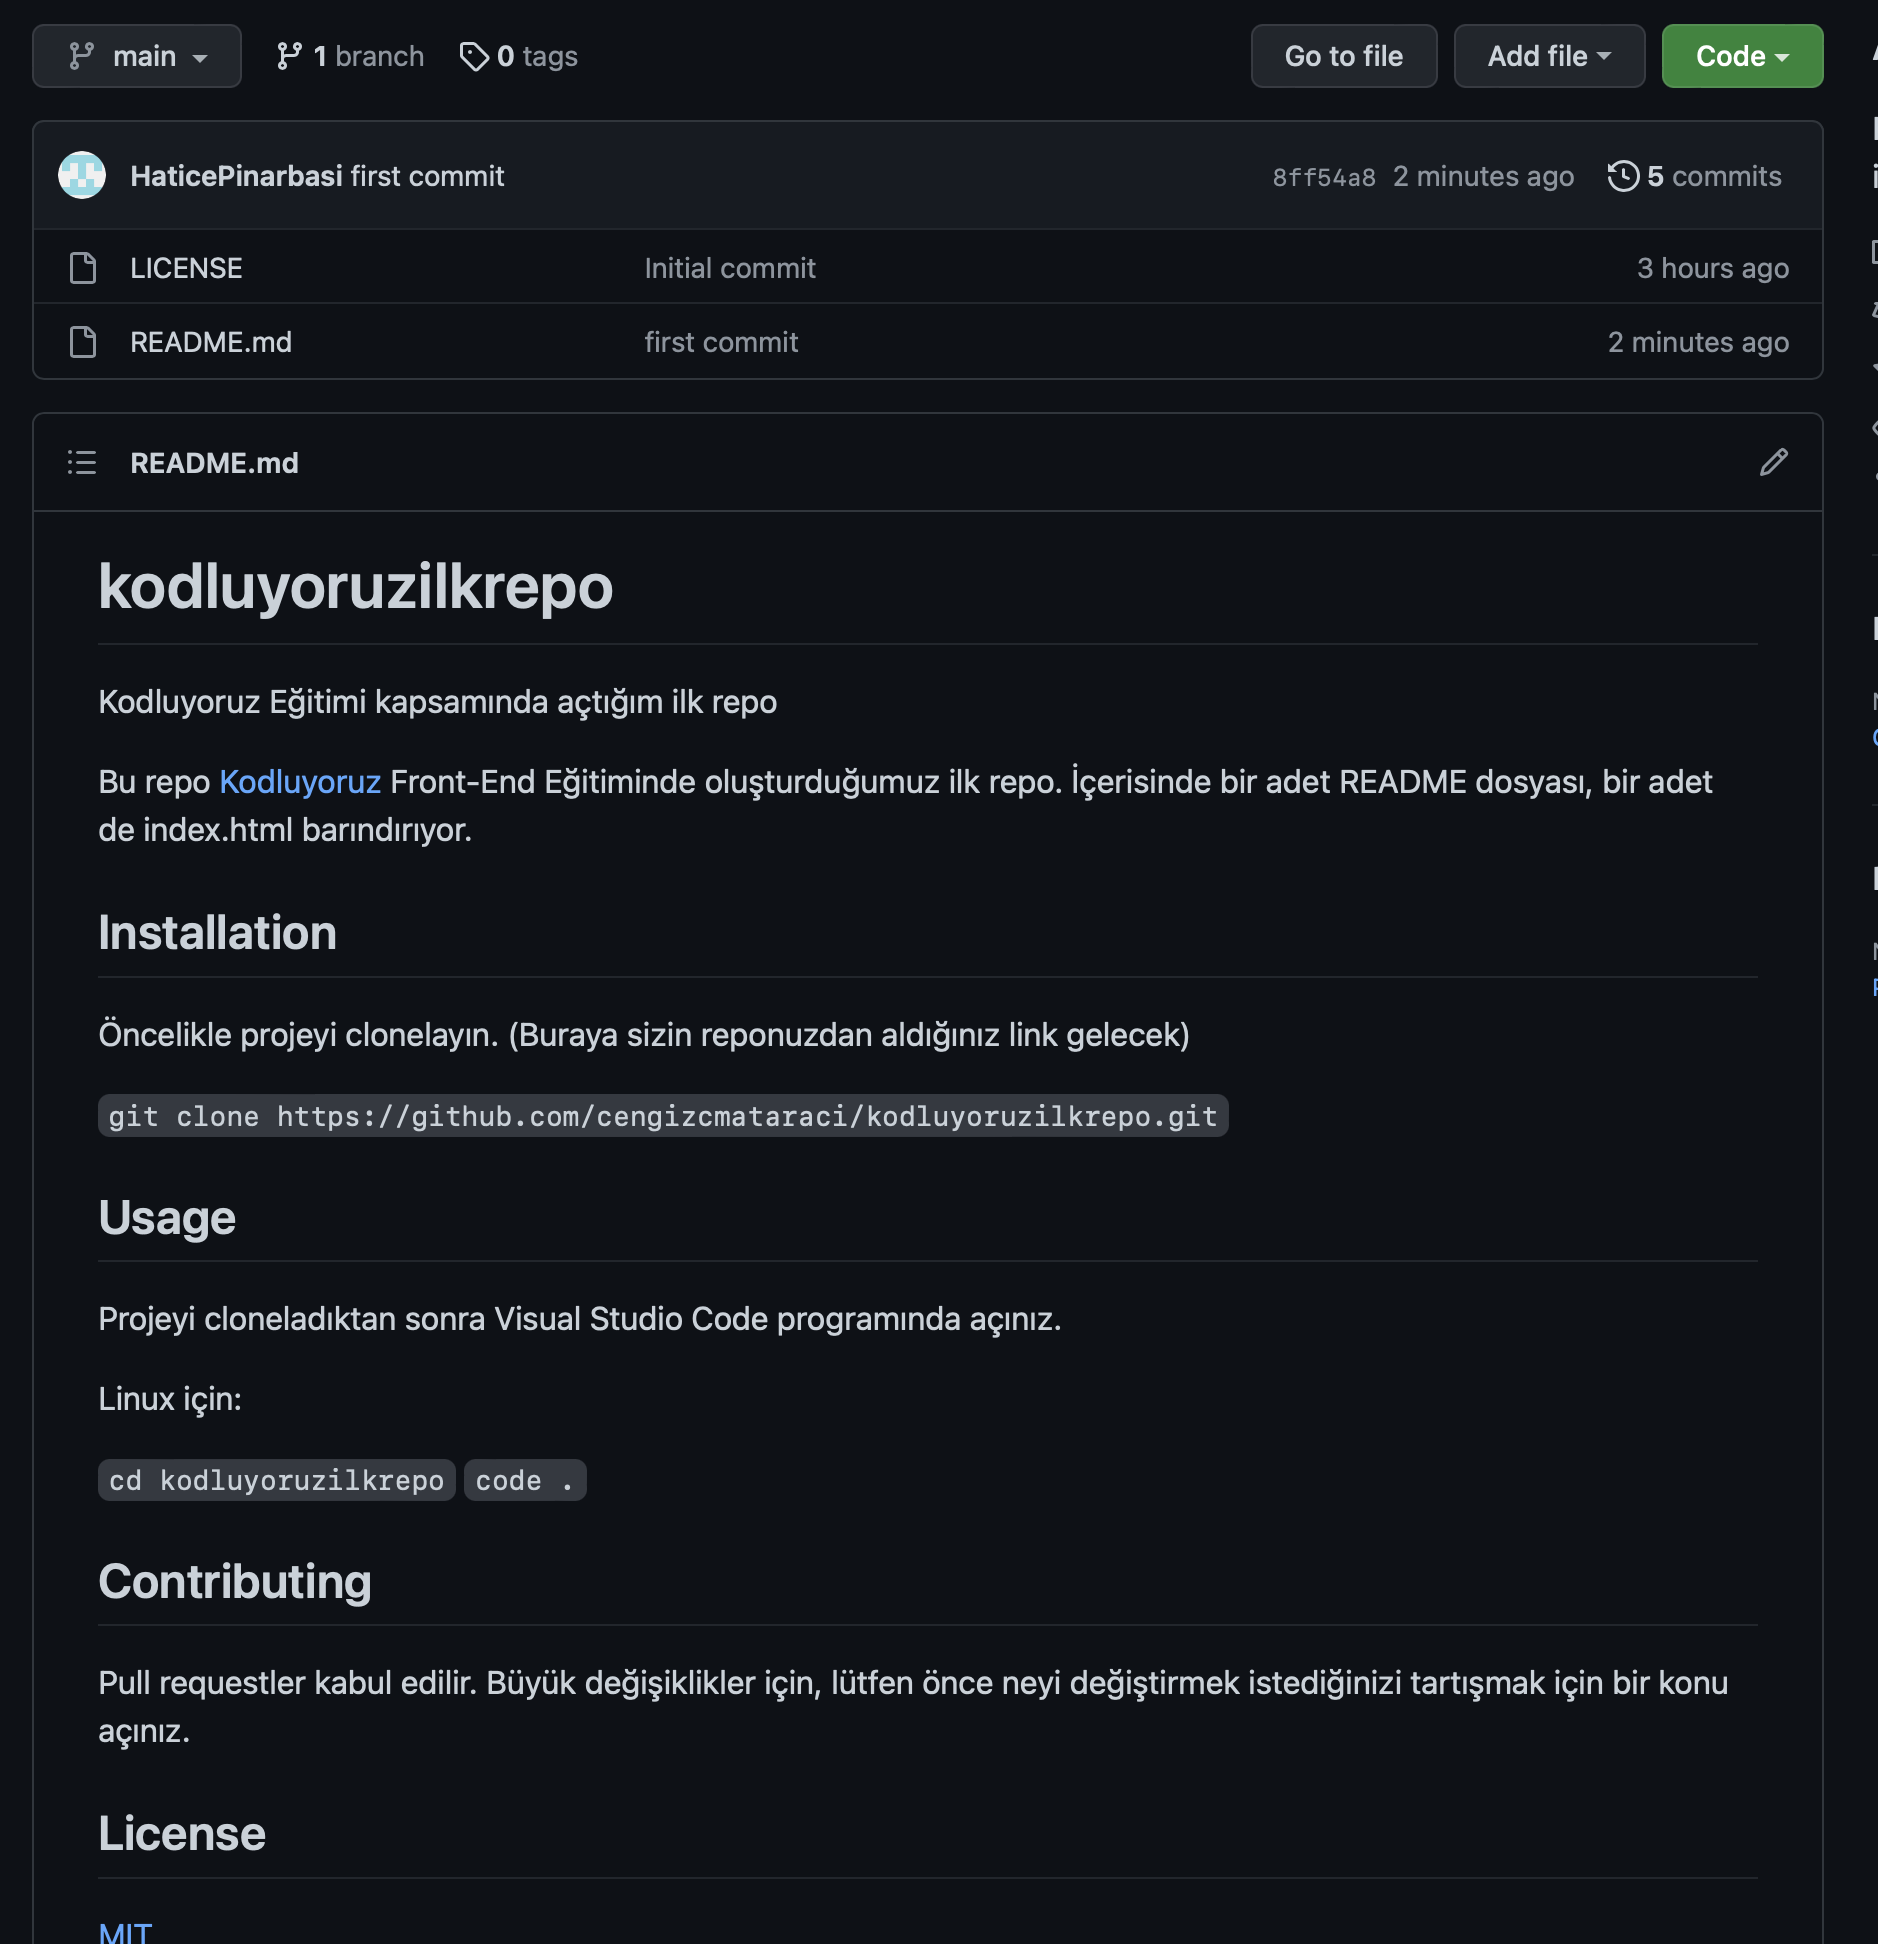 main 1 branch 0 tags Go to file Add file Code
HaticePinarbasi first commit 8ff54a8 2 minutes ago 5 commits
LICENSE Initial commit 3 hours ago
README.md first commit 2 minutes ago
README.md
kodluyoruzilkrepo
Kodluyoruz Eğitimi kapsamında açtığım ilk repo
Bu repo Kodluyoruz Front-End Eğitiminde oluşturduğumuz ilk repo. İçerisinde bir adet README dosyası, bir adet
de index.html barındırıyor.
Installation
Öncelikle projeyi clonelayın. (Buraya sizin reponuzdan aldığınız link gelecek)
git clone https://github.com/cengizcmataraci/kodluyoruzilkrepo.git
Usage
Projeyi cloneladıktan sonra Visual Studio Code programında açınız.
Linux için:
cd kodluyoruzilkrepo code .
Contributing
Pull requestler kabul edilir. Büyük değişiklikler için, lütfen önce neyi değiştirmek istediğinizi tartışmak için bir konu
açınız.
License
MIT